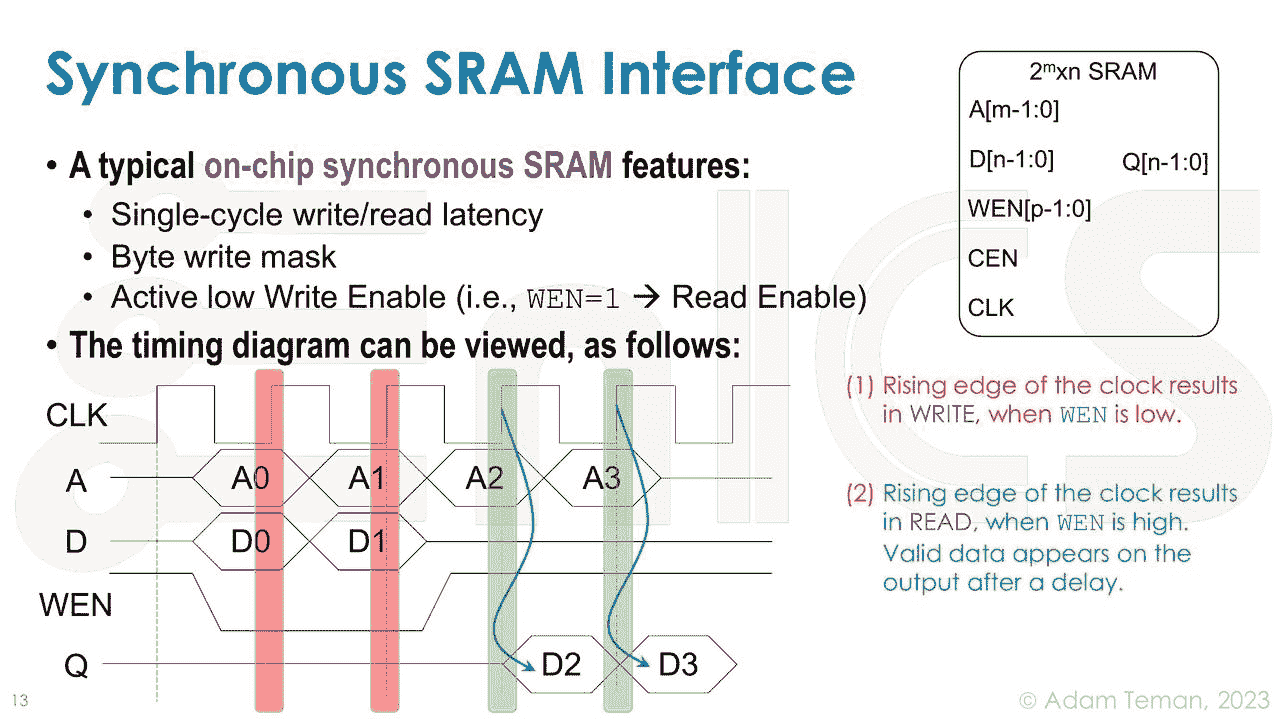 Synchronous SRAM Interface
• A typical on-chip synchronous SRAM features:
• Single-cycle write/read latency
• Byte write mask
• Active low Write Enable (i.e., WEN=1 → Read Enable)
• The timing diagram can be viewed, as follows:
2ᵐxn SRAM
A[m-1:0]
D[n-1:0] Q[n-1:0]
WEN[p-1:0]
CEN
CLK
CLK
A A0 A1 A2 A3
D D0 D1
WEN
Q D2 D3
(1) Rising edge of the clock results
in WRITE, when WEN is low.
(2) Rising edge of the clock results
in READ, when WEN is high.
Valid data appears on the
output after a delay.
13
© Adam Teman, 2023
EnICS